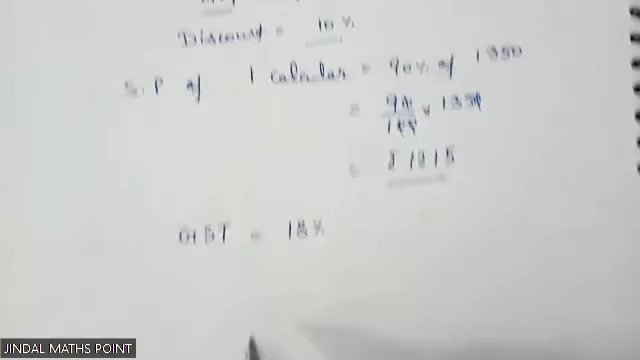 Discount = 10%
S.P of 1 calculator = 90% of 1350
= 90/100 x 1350
= ₹1215
GST = 18%
JINDAL MATHS POINT